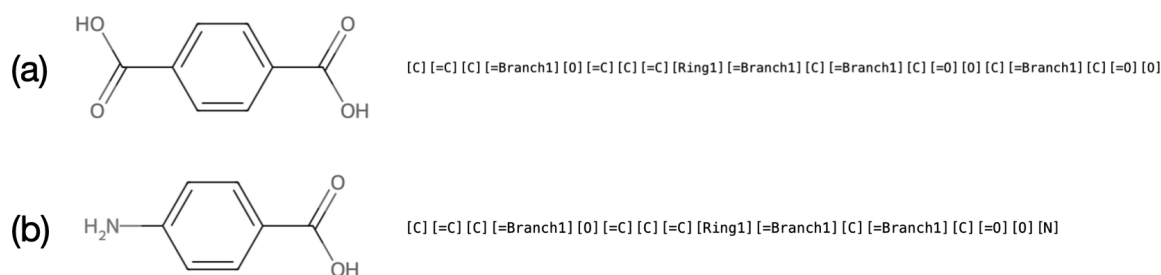 HO
O
(a)
[C][=C][C][=Branch1][O][=C][C][=C][Ring1][=Branch1][C][=Branch1][C][=O][O][C][=Branch1][C][=O][O]
O
OH
O
(b)
H₂N
[C][=C][C][=Branch1][O][=C][C][=C][Ring1][=Branch1][C][=Branch1][C][=O][O][N]
OH